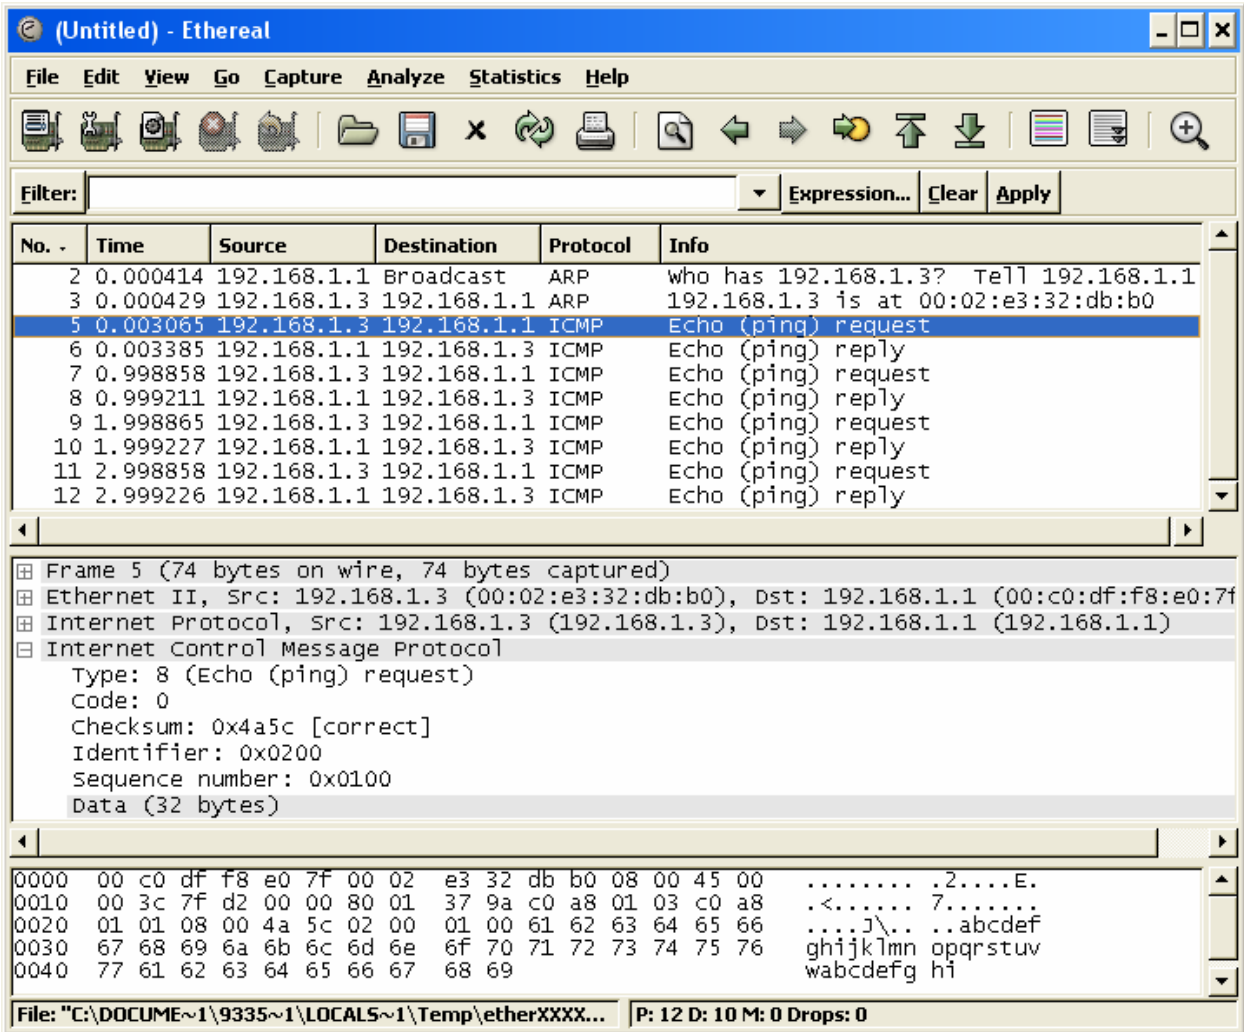 (Untitled) - Ethereal
File Edit View Go Capture Analyze Statistics Help
Filter: Expression... Clear Apply
No. Time Source Destination Protocol Info
2 0.000414 192.168.1.1 Broadcast ARP Who has 192.168.1.3? Tell 192.168.1.1
3 0.000429 192.168.1.3 192.168.1.1 ARP 192.168.1.3 is at 00:02:e3:32:db:b0
5 0.003065 192.168.1.3 192.168.1.1 ICMP Echo (ping) request
6 0.003385 192.168.1.1 192.168.1.3 ICMP Echo (ping) reply
7 0.998858 192.168.1.3 192.168.1.1 ICMP Echo (ping) request
8 0.999211 192.168.1.1 192.168.1.3 ICMP Echo (ping) reply
9 1.998865 192.168.1.3 192.168.1.1 ICMP Echo (ping) request
10 1.999227 192.168.1.1 192.168.1.3 ICMP Echo (ping) reply
11 2.998858 192.168.1.3 192.168.1.1 ICMP Echo (ping) request
12 2.999226 192.168.1.1 192.168.1.3 ICMP Echo (ping) reply
Frame 5 (74 bytes on wire, 74 bytes captured)
Ethernet II, Src: 192.168.1.3 (00:02:e3:32:db:b0), Dst: 192.168.1.1 (00:c0:df:f8:e0:7f
Internet Protocol, Src: 192.168.1.3 (192.168.1.3), Dst: 192.168.1.1 (192.168.1.1)
Internet Control Message Protocol
Type: 8 (Echo (ping) request)
Code: 0
Checksum: 0x4a5c [correct]
Identifier: 0x0200
Sequence number: 0x0100
Data (32 bytes)
0000 00 c0 df f8 e0 7f 00 02 e3 32 db b0 08 00 45 00 ........ .2....E.
0010 00 3c 7f d2 00 00 80 01 37 9a c0 a8 01 03 c0 a8 .<...... 7.......
0020 01 01 08 00 4a 5c 02 00 01 00 61 62 63 64 65 66 ....J\.. ..abcdef
0030 67 68 69 6a 6b 6c 6d 6e 6f 70 71 72 73 74 75 76 ghijklmn opqrstuv
0040 77 61 62 63 64 65 66 67 68 69 wabcdefg hi
File: "C:\DOCUME~1\9335~1\LOCALS~1\Temp\etherXXXX... P: 12 D: 10 M: 0 Drops: 0